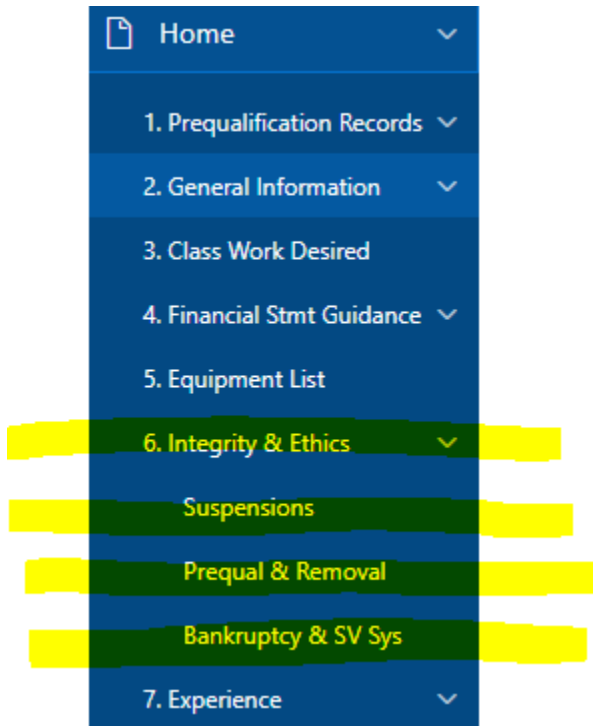 Home
1. Prequalification Records
2. General Information
3. Class Work Desired
4. Financial Stmt Guidance
5. Equipment List
6. Integrity & Ethics
Suspensions
Prequal & Removal
Bankruptcy & SV Sys
7. Experience